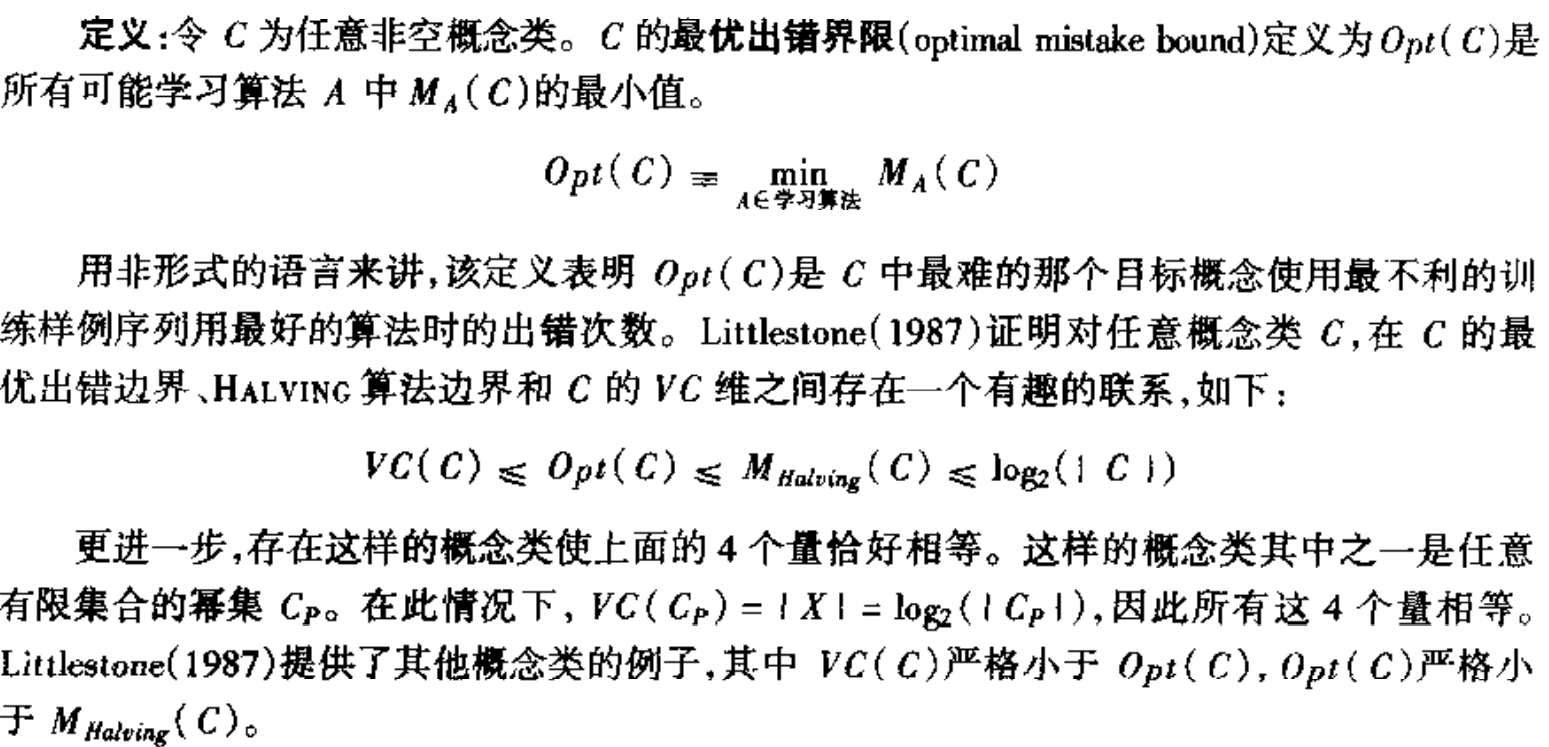 定义:令 C 为任意非空概念类。C 的最优出错界限(optimal mistake bound)定义为Opt(C)是
所有可能学习算法 A 中 M_A(C)的最小值。
Opt(C) ≡ min_{A∈学习算法} M_A(C)
用非形式的语言来讲,该定义表明 Opt(C)是 C 中最难的那个目标概念使用最不利的训
练样例序列用最好的算法时的出错次数。Littlestone(1987)证明对任意概念类 C,在 C 的最
优出错边界、HALVING 算法边界和 C 的 VC 维之间存在一个有趣的联系,如下:
VC(C) ≤ Opt(C) ≤ M_{Halving}(C) ≤ log₂(|C|)
更进一步,存在这样的概念类使上面的 4 个量恰好相等。这样的概念类其中之一是任意
有限集合的幂集 C_P。在此情况下, VC(C_P) = |X| = log₂(|C_P|),因此所有这 4 个量相等。
Littlestone(1987)提供了其他概念类的例子,其中 VC(C)严格小于 Opt(C), Opt(C)严格小
于 M_{Halving}(C)。